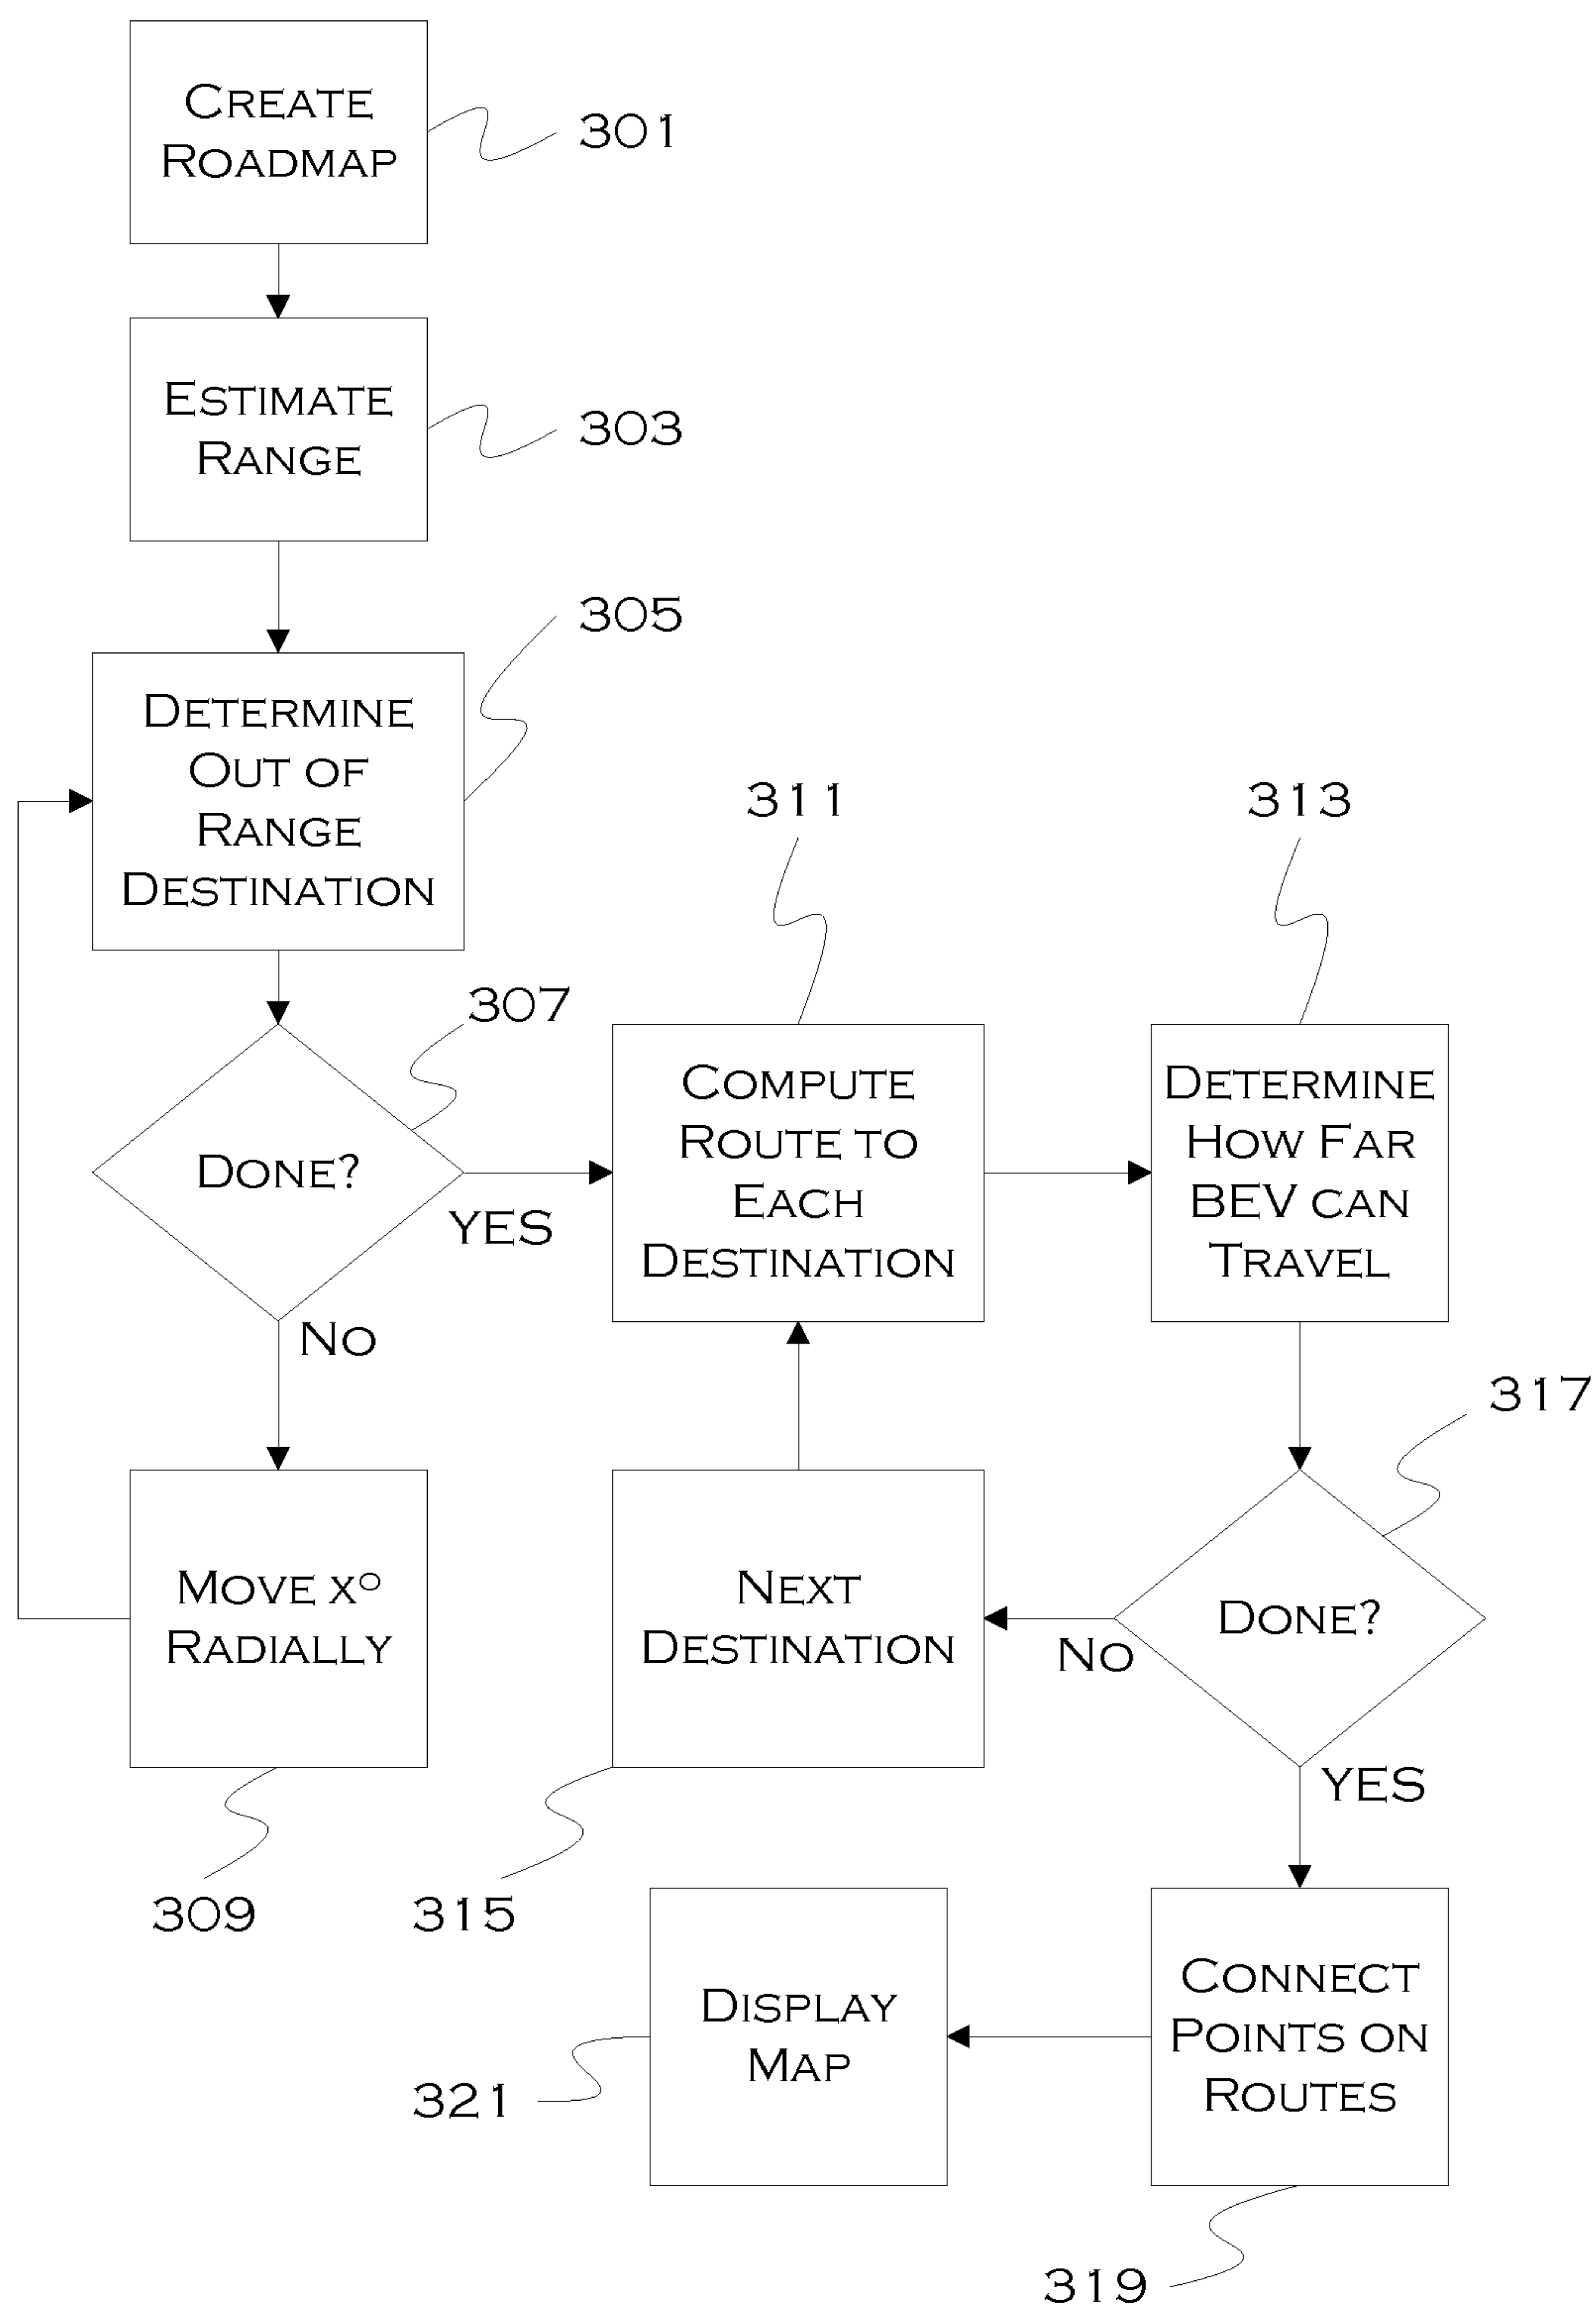 CREATE
ROADMAP
301
ESTIMATE
RANGE
303
305
DETERMINE
OUT OF
RANGE
DESTINATION
307
DONE?
YES
NO
MOVE Xº
RADIALLY
309
311
COMPUTE
ROUTE TO
EACH
DESTINATION
313
DETERMINE
HOW FAR
BEV CAN
TRAVEL
317
DONE?
NO
YES
NEXT
DESTINATION
315
CONNECT
POINTS ON
ROUTES
319
DISPLAY
MAP
321